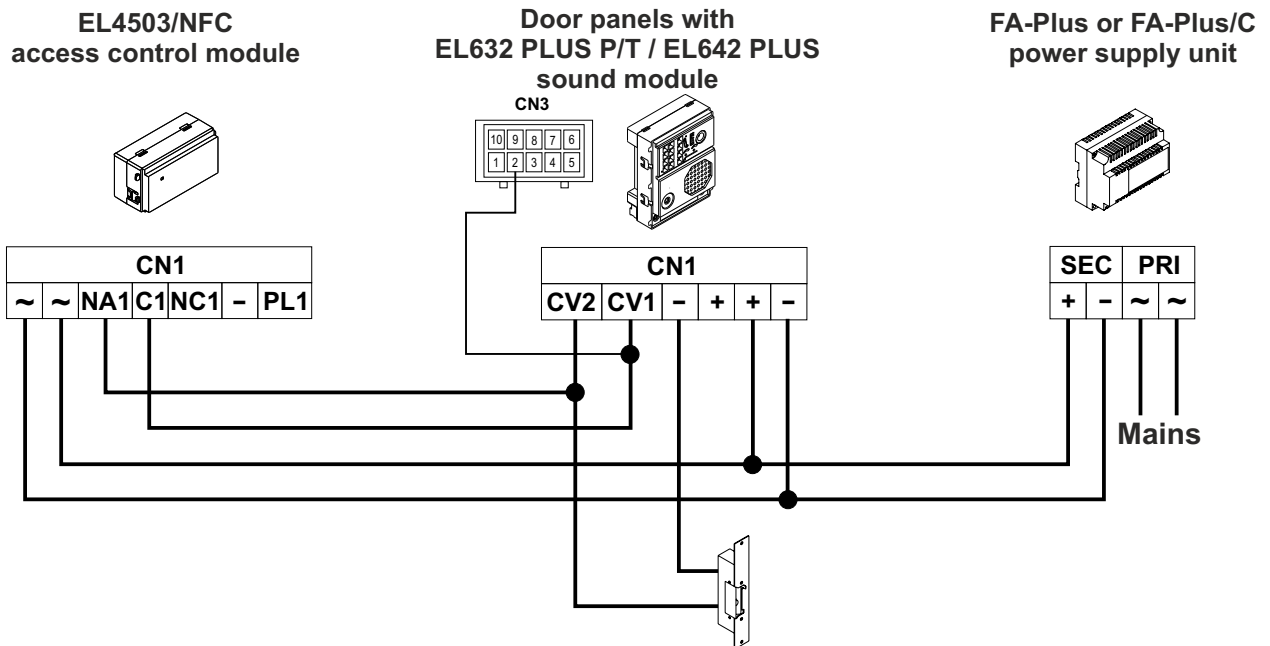 EL4503/NFC
access control module
Door panels with
EL632 PLUS P/T / EL642 PLUS
sound module
FA-Plus or FA-Plus/C
power supply unit
CN3
10 9 8 7 6
1 2 3 4 5
CN1
~ ~ NA1 C1 NC1 - PL1
CN1
CV2 CV1 - + + -
SEC PRI
+ - ~ ~
Mains